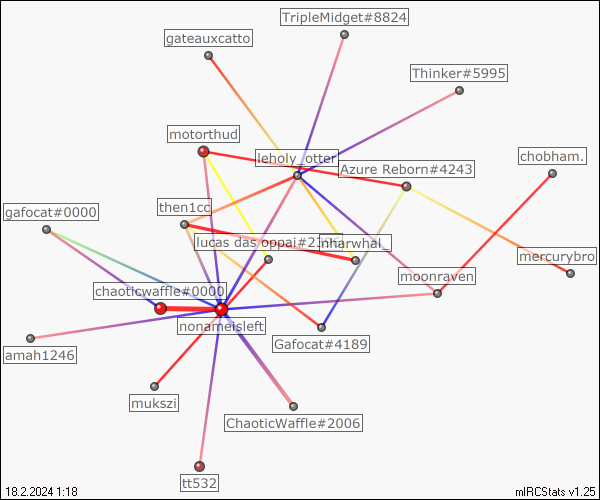 TripleMidget#8824
gateauxcatto
Thinker#5995
motorthud
leholy_otter
chobham.
Azure Reborn#4243
gafocat#0000
then1cc
lucas das oppai#23
nharwhal_
mercurybro
moonraven
chaoticwaffle#0000
nonameisleft
Gafocat#4189
amah1246
mukszi
ChaoticWaffle#2006
tt532
18.2.2024 1:18
mIRCStats v1.25